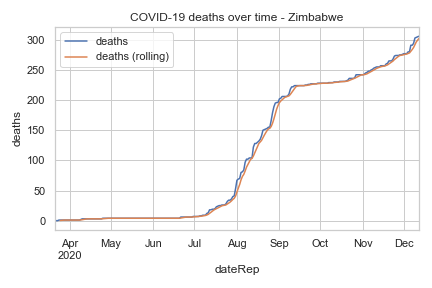 COVID-19 deaths over time - Zimbabwe
deaths
deaths (rolling)
300
250
200
150
100
50
0
deaths
Apr May Jun Jul Aug Sep Oct Nov Dec
2020
dateRep